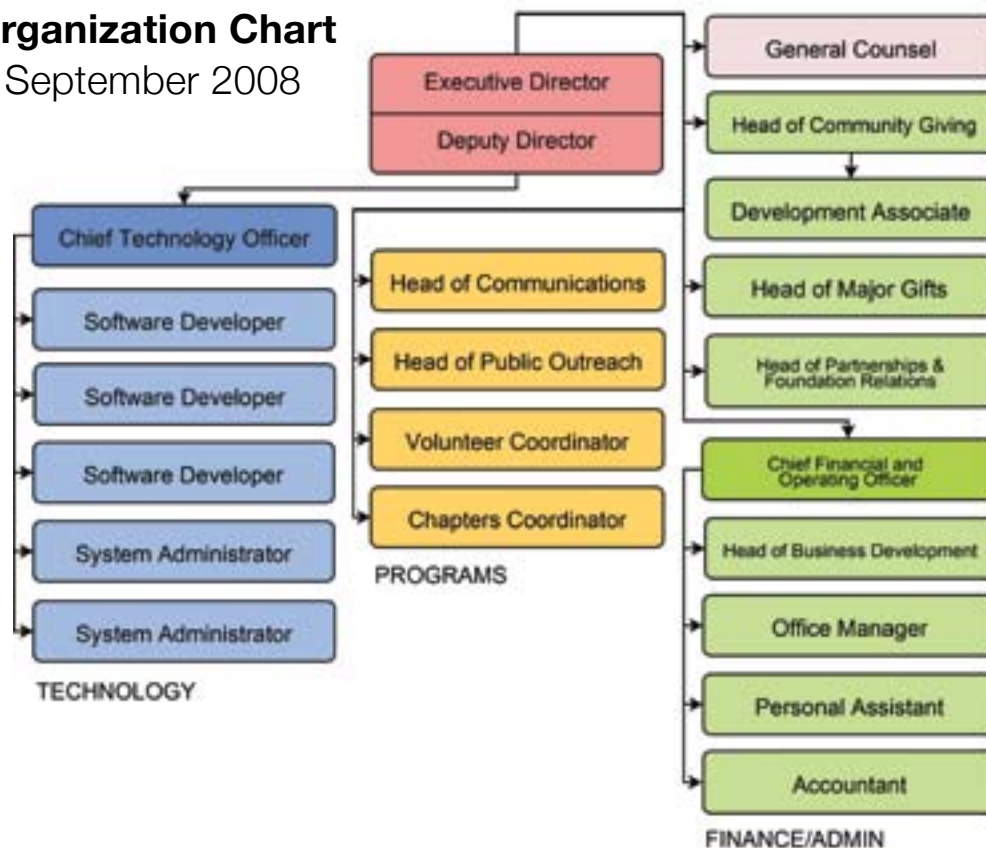 rganization Chart
September 2008
Executive Director
Deputy Director
Chief Technology Officer
Software Developer
Software Developer
Software Developer
System Administrator
System Administrator
TECHNOLOGY
Head of Communications
Head of Public Outreach
Volunteer Coordinator
Chapters Coordinator
PROGRAMS
General Counsel
Head of Community Giving
Development Associate
Head of Major Gifts
Head of Partnerships &
Foundation Relations
Chief Financial and
Operating Officer
Head of Business Development
Office Manager
Personal Assistant
Accountant
FINANCE/ADMIN